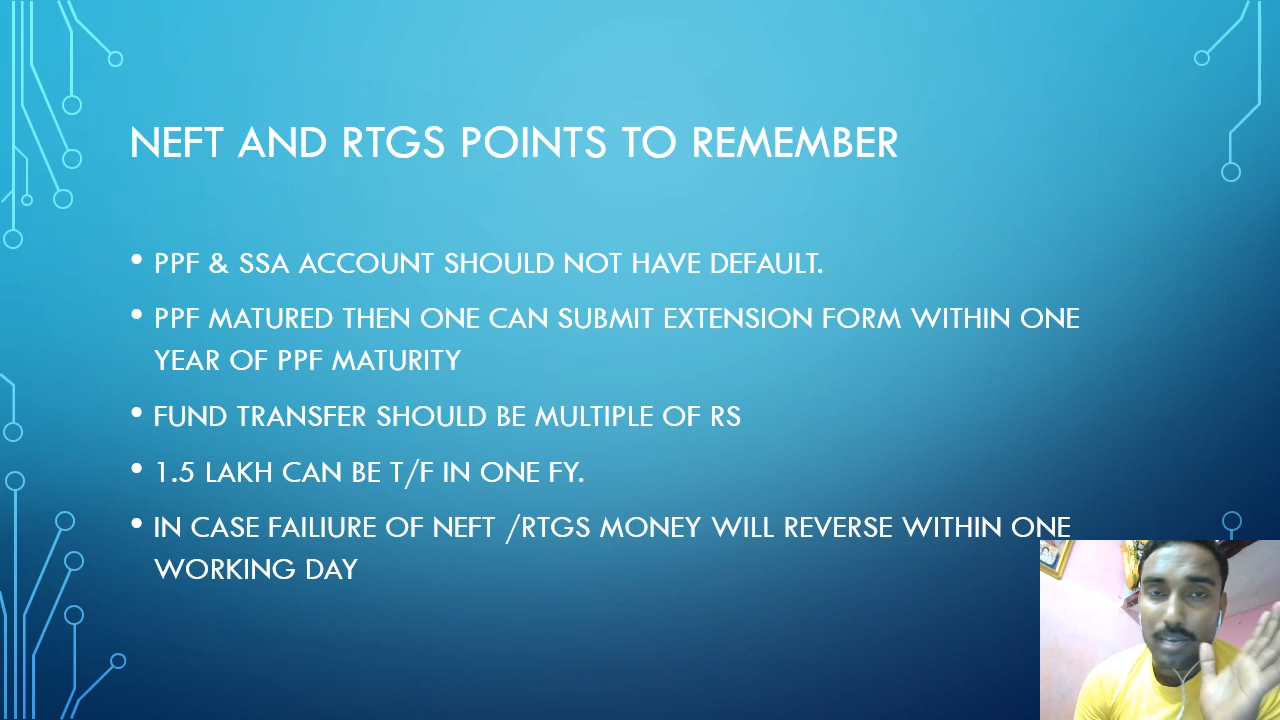 NEFT AND RTGS POINTS TO REMEMBER
• PPF & SSA ACCOUNT SHOULD NOT HAVE DEFAULT.
• PPF MATURED THEN ONE CAN SUBMIT EXTENSION FORM WITHIN ONE
YEAR OF PPF MATURITY
• FUND TRANSFER SHOULD BE MULTIPLE OF RS
• 1.5 LAKH CAN BE T/F IN ONE FY.
• IN CASE FAILIURE OF NEFT /RTGS MONEY WILL REVERSE WITHIN ONE
WORKING DAY